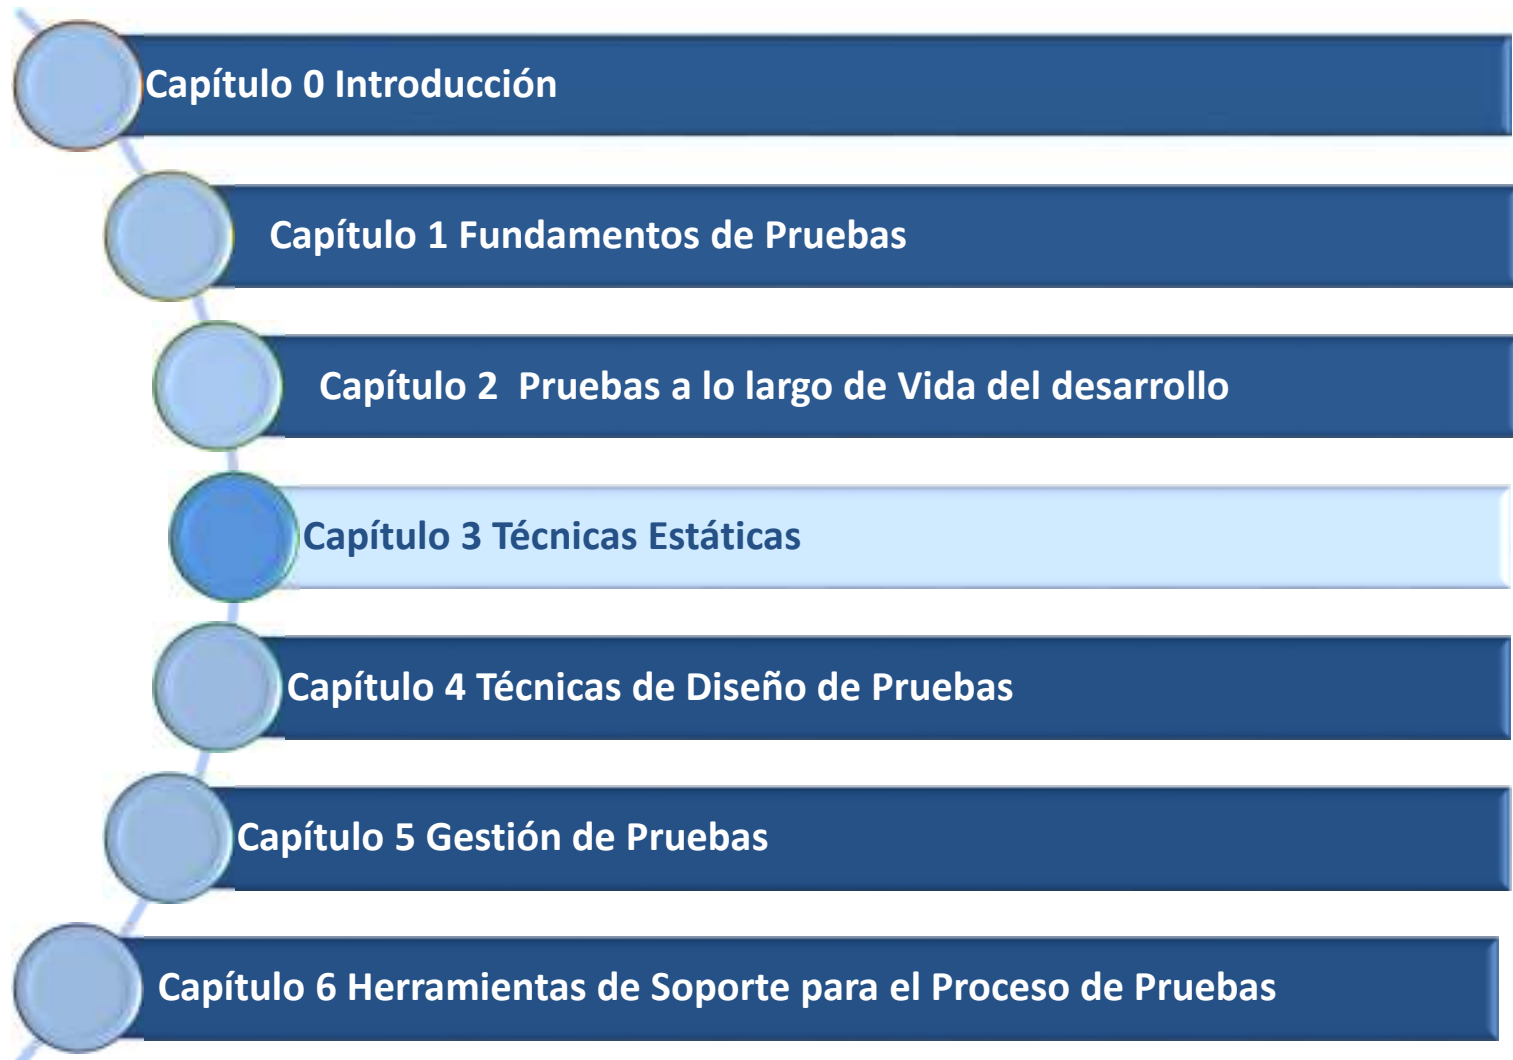 Capítulo 0 Introducción
Capítulo 1 Fundamentos de Pruebas
Capítulo 2 Pruebas a lo largo de Vida del desarrollo
Capítulo 3 Técnicas Estáticas
Capítulo 4 Técnicas de Diseño de Pruebas
Capítulo 5 Gestión de Pruebas
Capítulo 6 Herramientas de Soporte para el Proceso de Pruebas